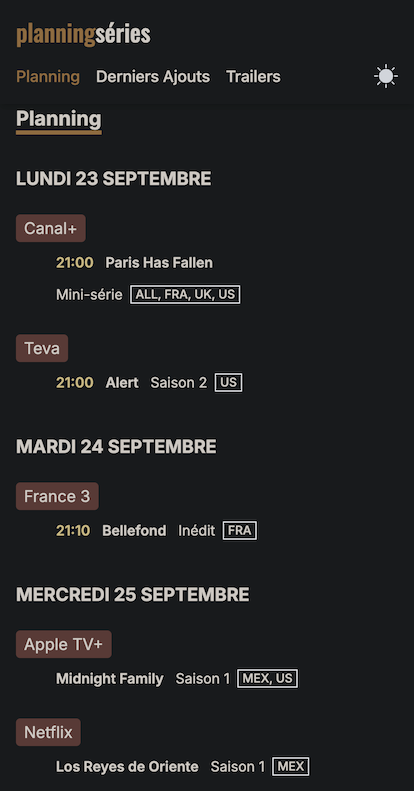 planningséries
Planning Derniers Ajouts Trailers
Planning
LUNDI 23 SEPTEMBRE
Canal+
21:00 Paris Has Fallen
Mini-série ALL, FRA, UK, US
Teva
21:00 Alert Saison 2 US
MARDI 24 SEPTEMBRE
France 3
21:10 Bellefond Inédit FRA
MERCREDI 25 SEPTEMBRE
Apple TV+
Midnight Family Saison 1 MEX, US
Netflix
Los Reyes de Oriente Saison 1 MEX